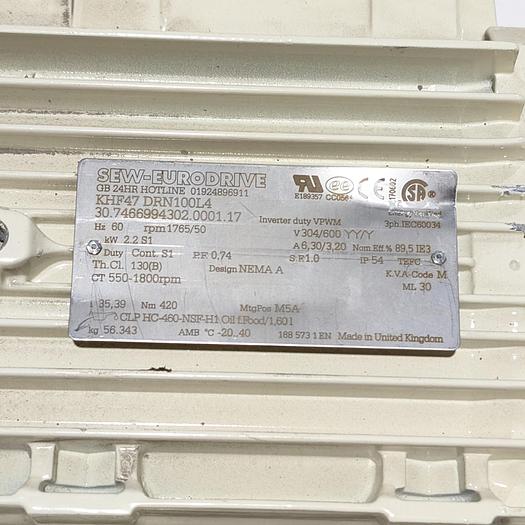 SEW-EURODRIVE
GB 24HR HOTLINE 01924896911
KHF47 DRN100L4
30.7466994302.0001.17
E189357 CC056A
Inverter duty VPWM
3ph.IEC60034
Hz 60 rpm 1765/50 V 304/600 YYY
kW 2.2 S1 A 6,30/3,20 Nom Eff.% 89,5 IE3
Duty Cont. S1 P.F 0,74 S.F 1.0 IP 54 TEFC
Th.Cl. 130(B) Design NEMA A K.V.A-Code M
CT 550-1800rpm ML 30
i 35,39 Nm 420 MtgPos M5A
CLP HC-460-NSF-H1 Oil f.Food/1,60 l
kg 56.343 AMB °C -20..40 188 573 1 EN Made in United Kingdom